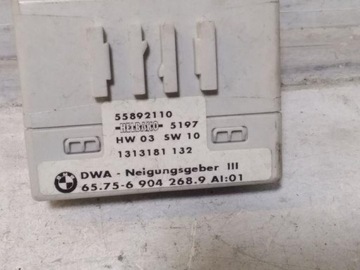 55892110
5197
HW 03 SW 10
1313181 132
DWA - Neigungsgeber III
65.75-6 904 268.9 AI:01